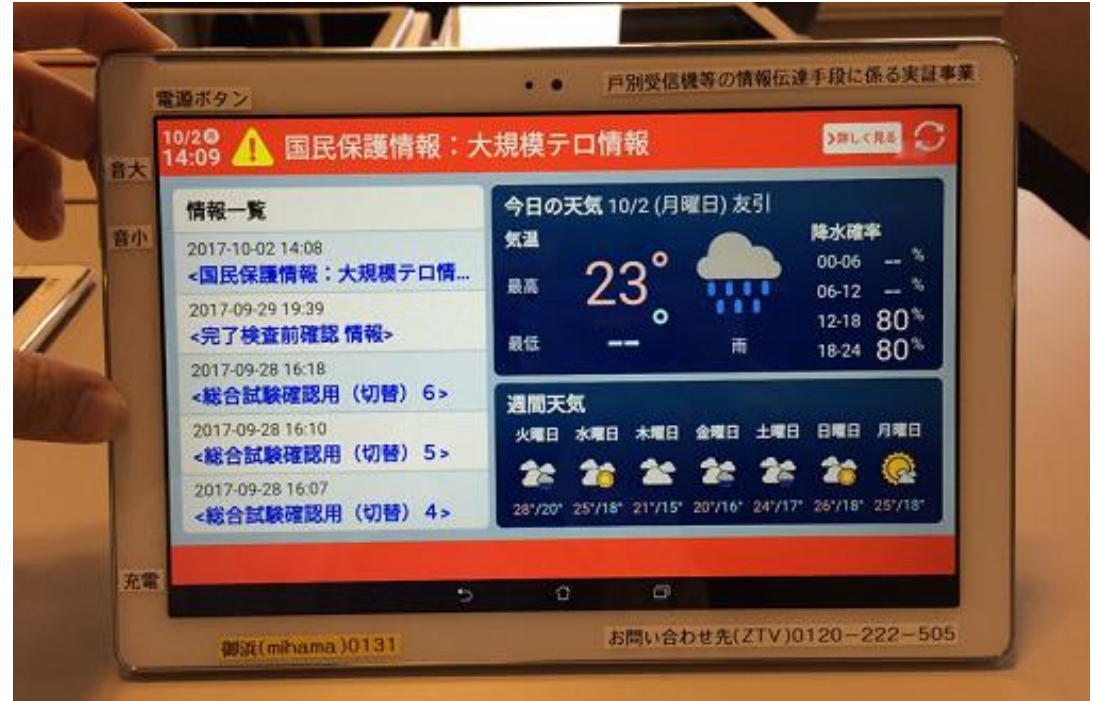 戸別受信機等の情報伝達手段に係る実証事業
電源ボタン
音大
音小
充電
10/2㊊
14:09
国民保護情報：大規模テロ情報
>詳しく見る
情報一覧
2017-10-02 14:08
<国民保護情報：大規模テロ情...
2017-09-29 19:39
<完了検査前確認 情報>
2017-09-28 16:18
<総合試験確認用（切替）６>
2017-09-28 16:10
<総合試験確認用（切替）５>
2017-09-28 16:07
<総合試験確認用（切替）４>
今日の天気 10/2 (月曜日) 友引
気温
最高 23°
最低 -- °
雨
降水確率
00-06 -- %
06-12 -- %
12-18 80%
18-24 80%
週間天気
火曜日 水曜日 木曜日 金曜日 土曜日 日曜日 月曜日
28°/20° 25°/18° 21°/15° 20°/16° 24°/17° 26°/18° 25°/18°
御浜(mihama)0131
お問い合わせ先(ZTV)0120-222-505